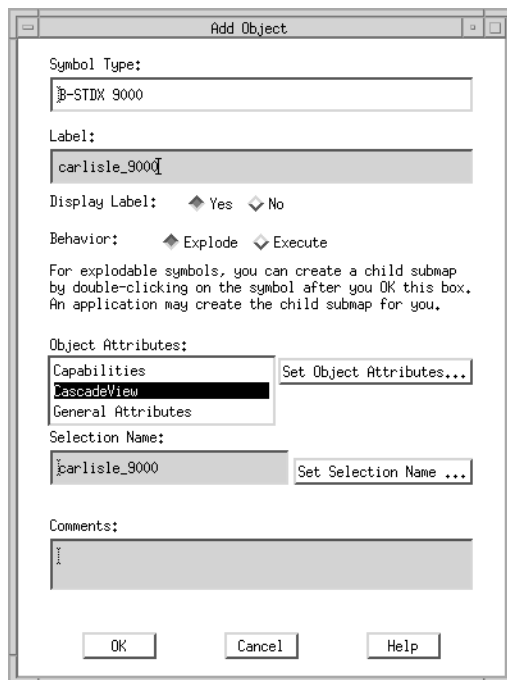 Add Object
Symbol Type:
B-STDX 9000
Label:
carlisle_9000
Display Label: Yes No
Behavior: Explode Execute
For explodable symbols, you can create a child submap
by double-clicking on the symbol after you OK this box.
An application may create the child submap for you.
Object Attributes:
Capabilities
CascadeView
General Attributes
Set Object Attributes...
Selection Name:
carlisle_9000
Set Selection Name ...
Comments:
OK Cancel Help